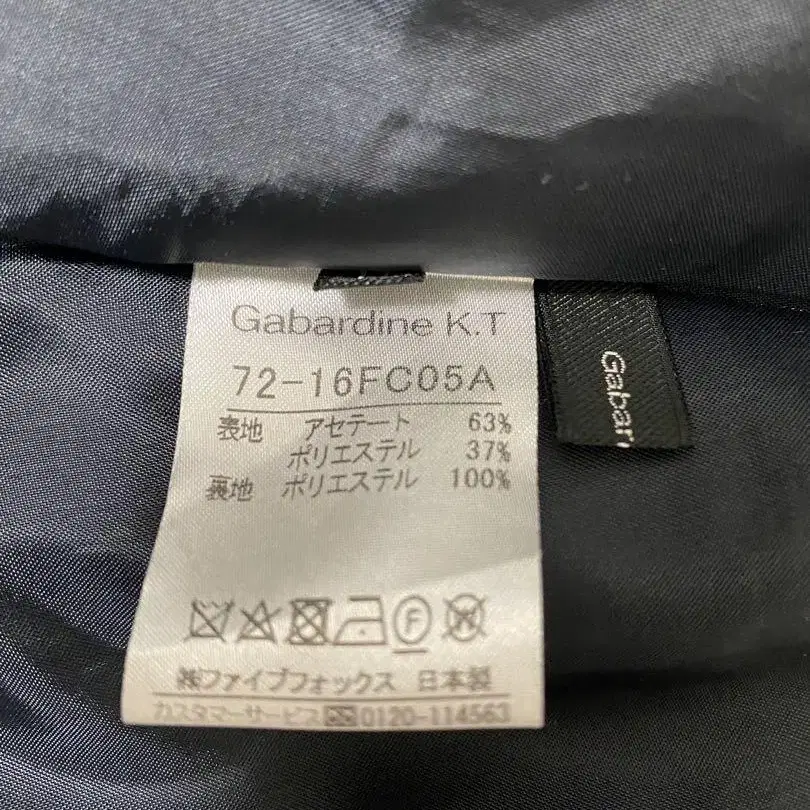 Gabardine K.T
72-16FC05A
表地 アセテート 63%
ポリエステル 37%
裏地 ポリエステル 100%
F
㈱ファイブフォックス 日本製
カスタマーサービス 0120-114563
Gabar